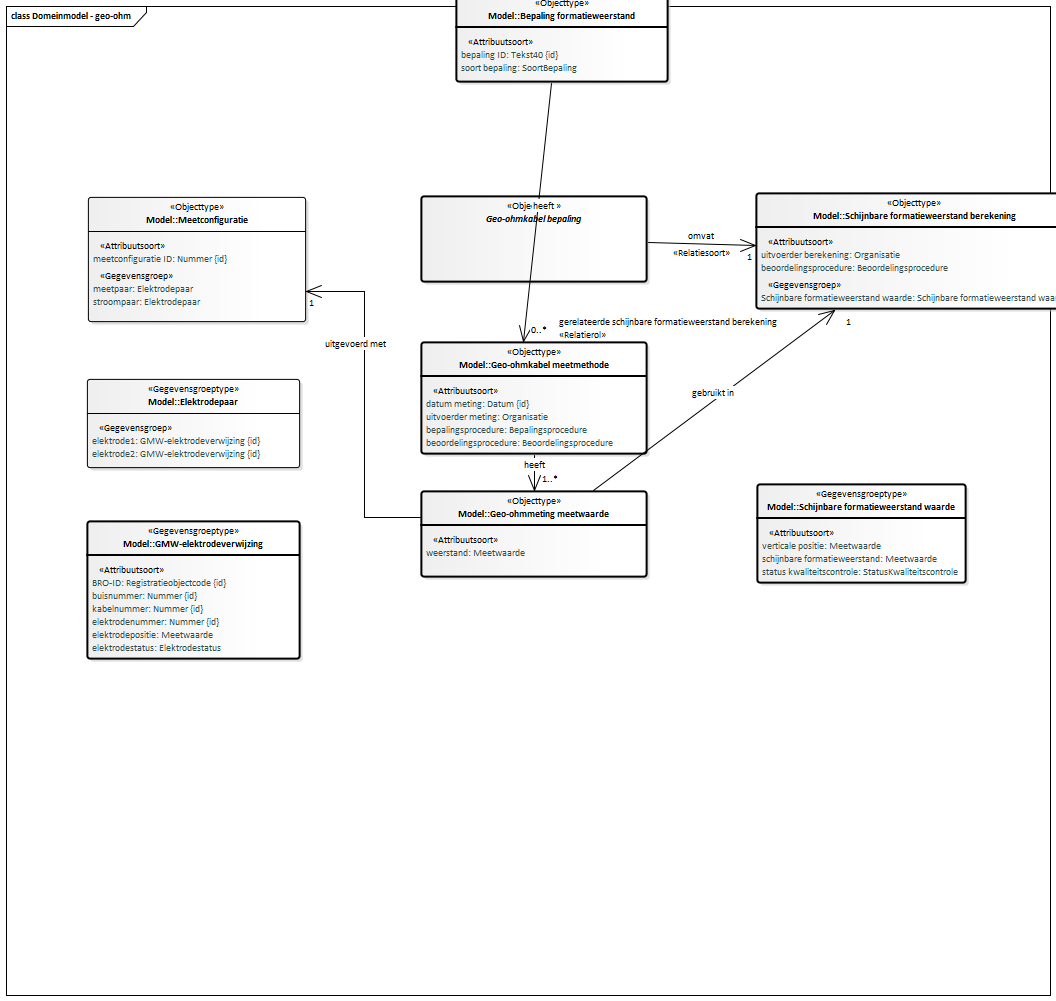 class Domeinmodel - geo-ohm
«Objecttype»
Model::Bepaling formatieweerstand
«Attribuutsoort»
bepaling ID: Tekst40 {id}
soort bepaling: SoortBepaling
«Objecttype»
Model::Meetconfiguratie
«Attribuutsoort»
meetconfiguratie ID: Nummer {id}
«Gegevensgroep»
meetpaar: Elektrodepaar
stroompaar: Elektrodepaar
1
uitgevoerd met
heeft
Geo-ohmkabel bepaling
omvat
«Relatiesoort»
1
«Objecttype»
Model::Schijnbare formatieweerstand berekening
«Attribuutsoort»
uitvoerder berekening: Organisatie
beoordelingsprocedure: Beoordelingsprocedure
«Gegevensgroep»
Schijnbare formatieweerstand waarde: Schijnbare formatieweerstand
1
gerelateerde schijnbare formatieweerstand berekening
«Relatierol»
0..*
gebruikt in
«Objecttype»
Model::Geo-ohmkabel meetmethode
«Attribuutsoort»
datum meting: Datum {id}
uitvoerder meting: Organisatie
bepalingsprocedure: Bepalingsprocedure
beoordelingsprocedure: Beoordelingsprocedure
heeft
1..*
«Gegevensgroeptype»
Model::Elektrodepaar
«Gegevensgroep»
elektrode1: GMW-elektrodeverwijzing {id}
elektrode2: GMW-elektrodeverwijzing {id}
«Objecttype»
Model::Geo-ohmmeting meetwaarde
«Attribuutsoort»
weerstand: Meetwaarde
«Gegevensgroeptype»
Model::Schijnbare formatieweerstand waarde
«Attribuutsoort»
verticale positie: Meetwaarde
schijnbare formatieweerstand: Meetwaarde
status kwaliteitscontrole: StatusKwaliteitscontrole
«Gegevensgroeptype»
Model::GMW-elektrodeverwijzing
«Attribuutsoort»
BRO-ID: Registratieobjectcode {id}
buisnummer: Nummer {id}
kabelnummer: Nummer {id}
elektrodenummer: Nummer {id}
elektrodepositie: Meetwaarde
elektrodestatus: Elektrodestatus